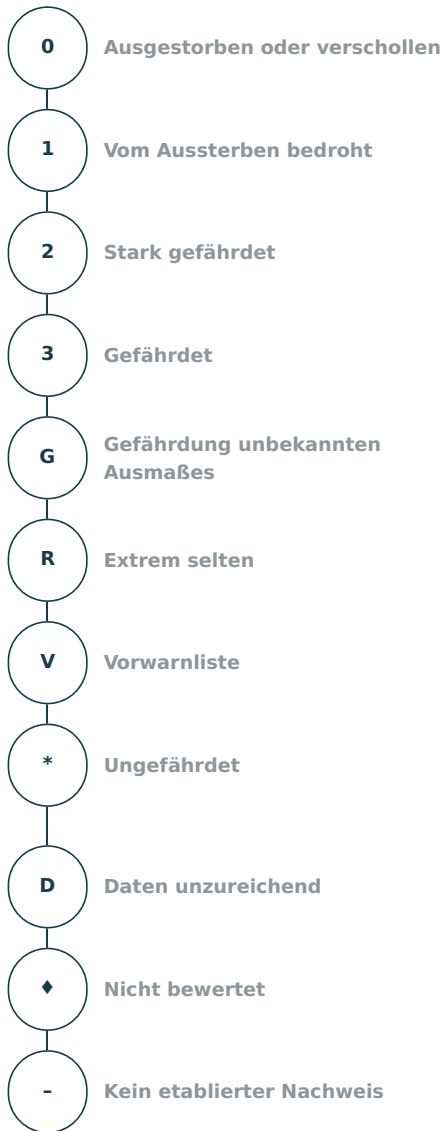 0 Ausgestorben oder verschollen
1 Vom Aussterben bedroht
2 Stark gefährdet
3 Gefährdet
G Gefährdung unbekannten
Ausmaßes
R Extrem selten
V Vorwarnliste
* Ungefährdet
D Daten unzureichend
♦ Nicht bewertet
– Kein etablierter Nachweis